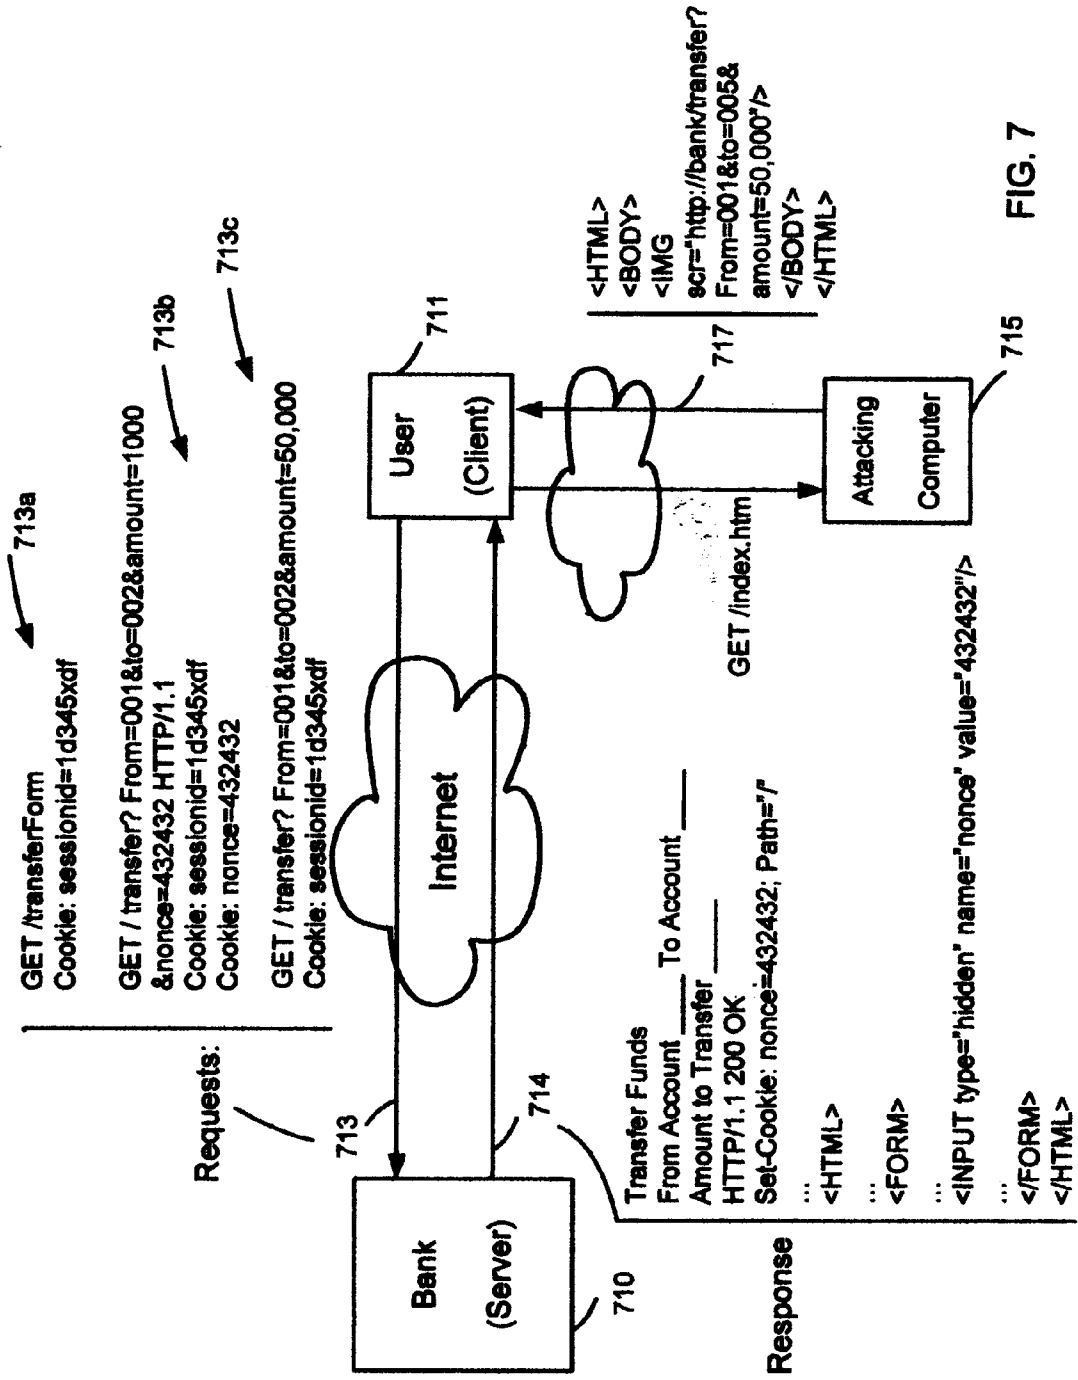 713a
GET /transferForm
Cookie: sessionid=1d345xdf
713b
GET / transfer? From=001&to=002&amount=1000
&nonce=432432 HTTP/1.1
Cookie: sessionid=1d345xdf
Cookie: nonce=432432
713c
GET / transfer? From=001&to=002&amount=50,000
Cookie: sessionid=1d345xdf
Requests:
713
Bank
(Server)
710
Internet
714
User
(Client)
711
Response
Transfer Funds
From Account ____ To Account ____
Amount to Transfer ____
HTTP/1.1 200 OK
Set-Cookie: nonce=432432; Path="/"
...
<HTML>
...
<FORM>
...
<INPUT type="hidden" name="nonce" value="432432"/>
...
</FORM>
</HTML>
GET /index.htm
717
<HTML>
<BODY>
<IMG
scr="http://bank/transfer?
From=001&to=005&
amount=50,000"/>
</BODY>
</HTML>
Attacking
Computer
715
FIG. 7